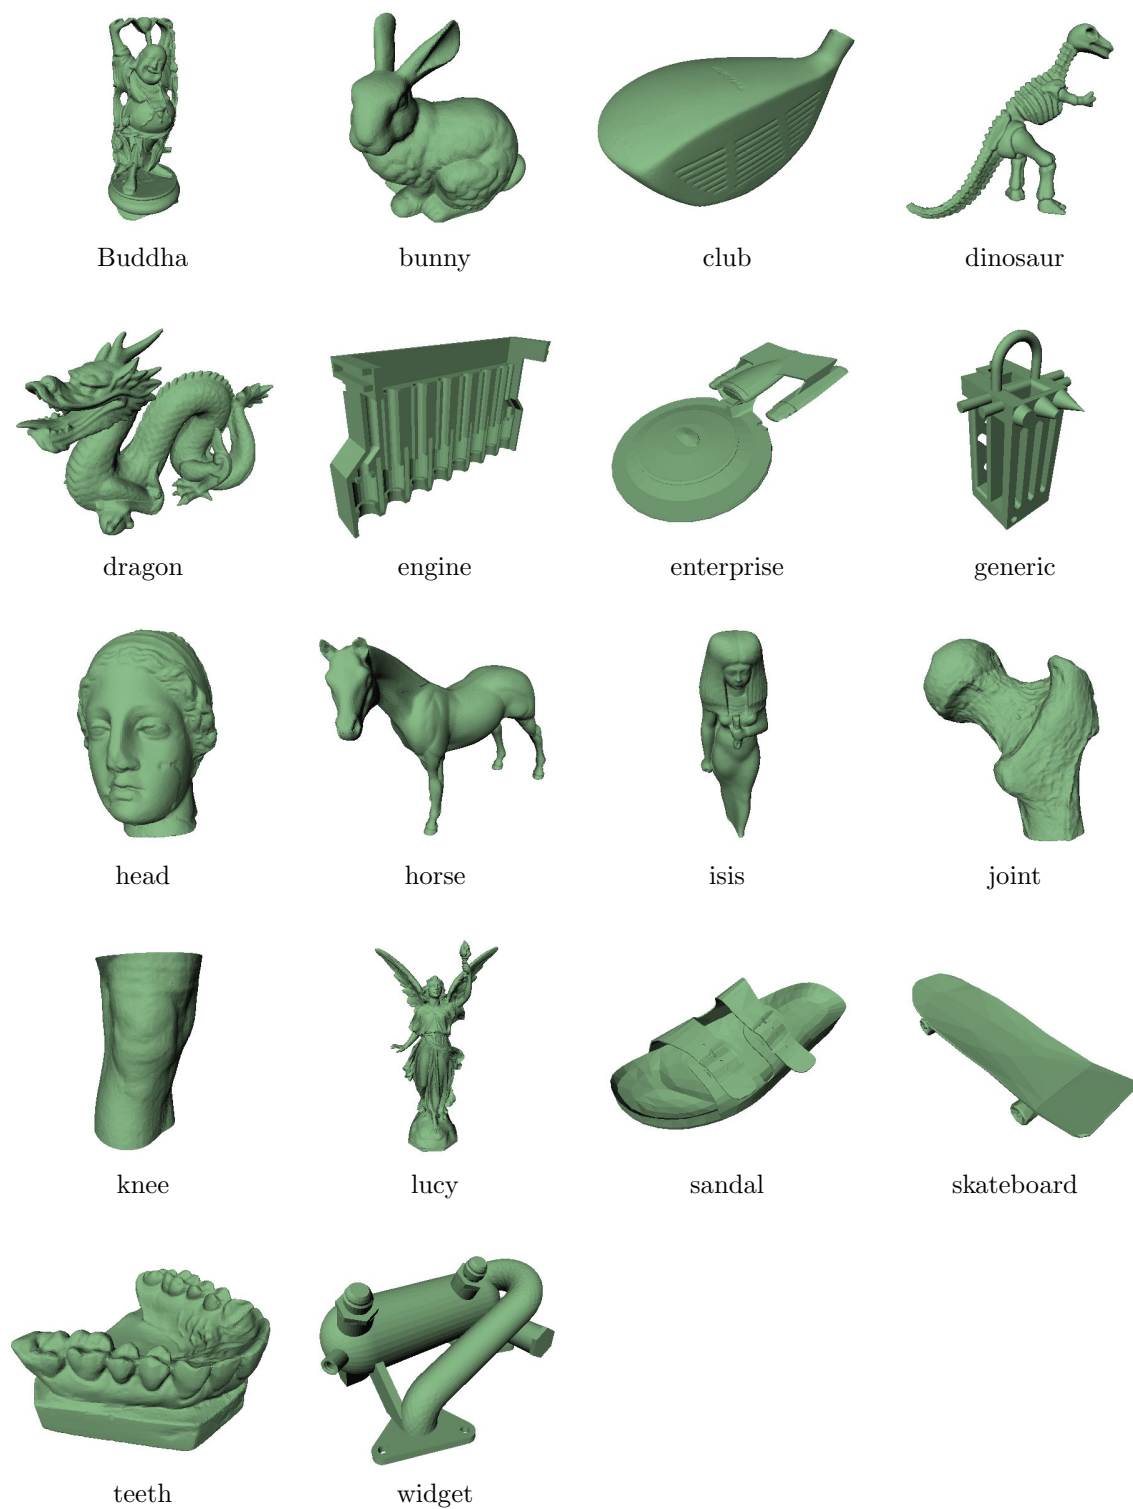 Buddha
bunny
club
dinosaur
dragon
engine
enterprise
generic
head
horse
isis
joint
knee
lucy
sandal
skateboard
teeth
widget